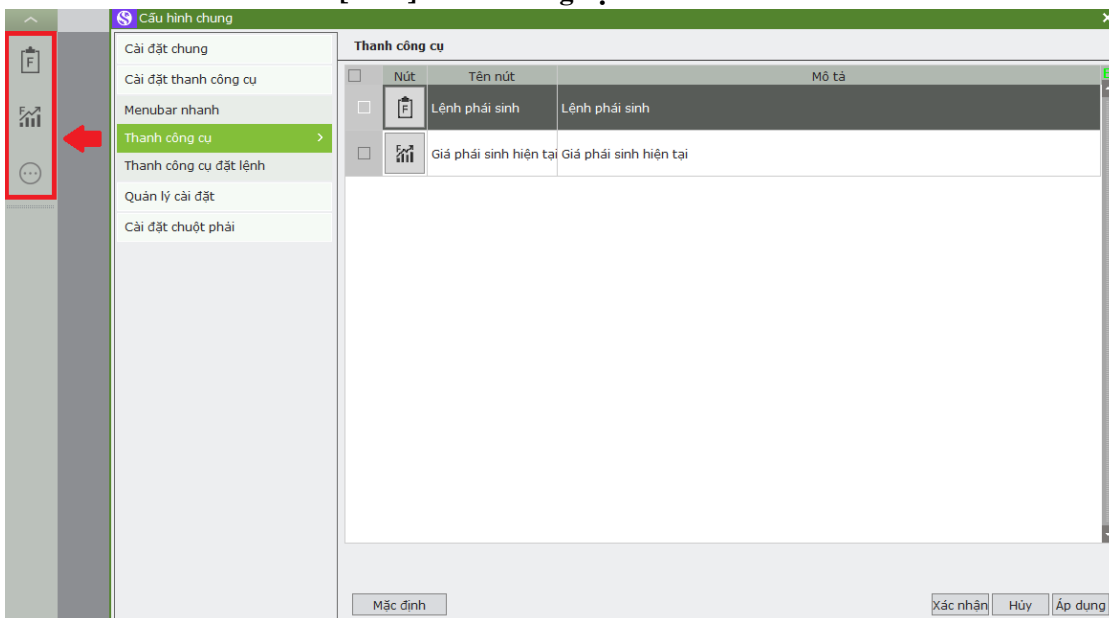 Cấu hình chung
Cài đặt chung
Cài đặt thanh công cụ
Menubar nhanh
Thanh công cụ
Thanh công cụ đặt lệnh
Quản lý cài đặt
Cài đặt chuột phải
Thanh công cụ
Nút Tên nút Mô tả
F Lệnh phái sinh Lệnh phái sinh
F Giá phái sinh hiện tại Giá phái sinh hiện tại
Mặc định Xác nhận Hủy Áp dụng
F
F